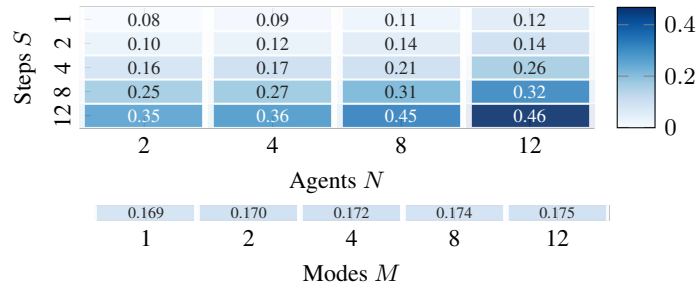 Steps S
1 0.08 0.09 0.11 0.12
2 0.10 0.12 0.14 0.14
4 0.16 0.17 0.21 0.26
8 0.25 0.27 0.31 0.32
12 0.35 0.36 0.45 0.46
2 4 8 12
Agents N
0.4
0.2
0
0.169 0.170 0.172 0.174 0.175
1 2 4 8 12
Modes M